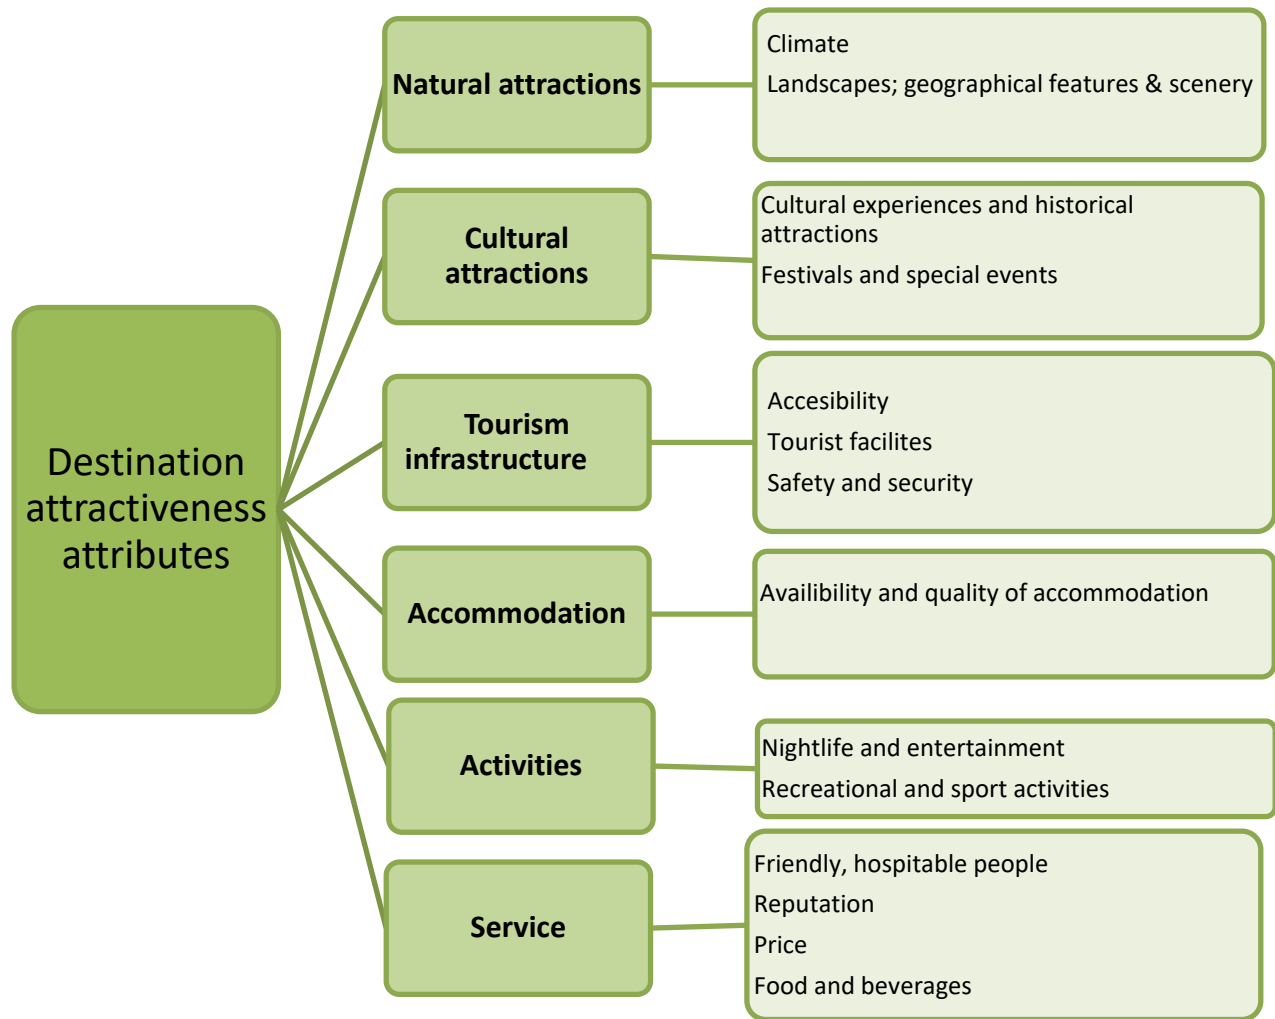 Destination
attractiveness
attributes
Natural attractions
Climate
Landscapes; geographical features & scenery
Cultural
attractions
Cultural experiences and historical
attractions
Festivals and special events
Tourism
infrastructure
Accesibility
Tourist facilites
Safety and security
Accommodation
Availibility and quality of accommodation
Activities
Nightlife and entertainment
Recreational and sport activities
Service
Friendly, hospitable people
Reputation
Price
Food and beverages